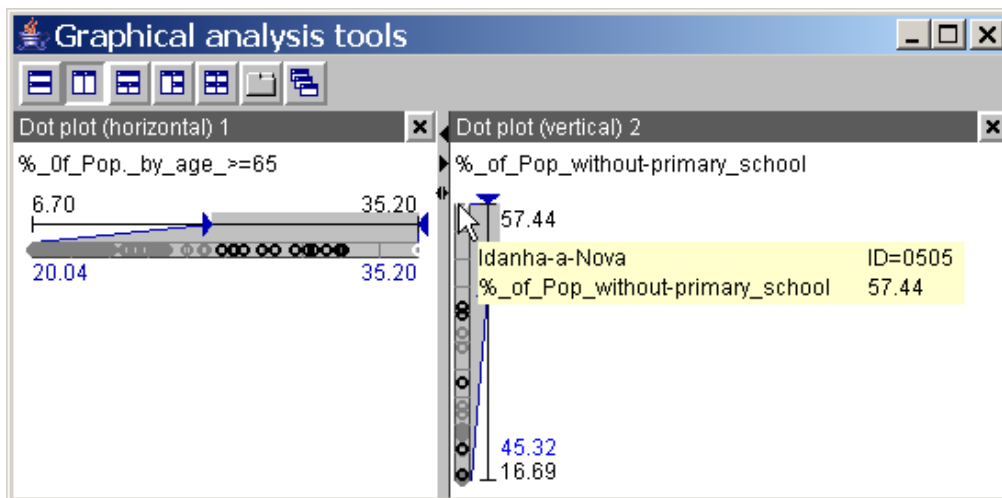 Graphical analysis tools
Dot plot (horizontal) 1
%_0f_Pop._by_age_>=65
6.70 35.20
20.04 35.20
Dot plot (vertical) 2
%_of_Pop_without-primary_school
57.44
Idanha-a-Nova ID=0505
%_of_Pop_without-primary_school 57.44
45.32
16.69